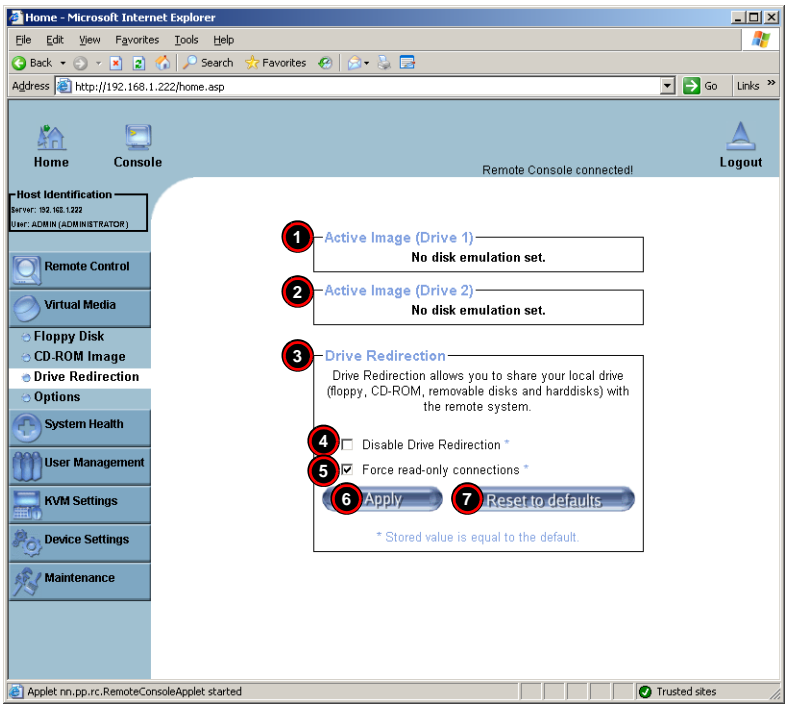 Home - Microsoft Internet Explorer
File Edit View Favorites Tools Help
Back Search Favorites
Address http://192.168.1.222/home.asp Go Links »
Home Console
Remote Console connected!
Logout
Host Identification
Server: 192.168.1.222
User: ADMIN (ADMINISTRATOR)
Remote Control
Virtual Media
Floppy Disk
CD-ROM Image
Drive Redirection
Options
System Health
User Management
KVM Settings
Device Settings
Maintenance
1 Active Image (Drive 1)
No disk emulation set.
2 Active Image (Drive 2)
No disk emulation set.
3 Drive Redirection
Drive Redirection allows you to share your local drive
(floppy, CD-ROM, removable disks and harddisks) with
the remote system.
4 Disable Drive Redirection *
5 Force read-only connections *
6 Apply 7 Reset to defaults
* Stored value is equal to the default.
Applet nn.pp.rc.RemoteConsoleApplet started Trusted sites